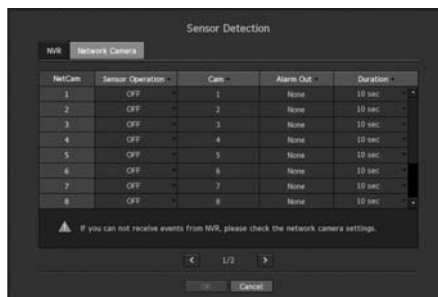 Sensor Detection
NVR Network Camera
NetCam Sensor Operation Cam Alarm Out Duration
1 OFF 1 None 10 sec
2 OFF 2 None 10 sec
3 OFF 3 None 10 sec
4 OFF 4 None 10 sec
5 OFF 5 None 10 sec
6 OFF 6 None 10 sec
7 OFF 7 None 10 sec
8 OFF 8 None 10 sec
If you can not receive events from NVR, please check the network camera settings.
1/2
OK Cancel